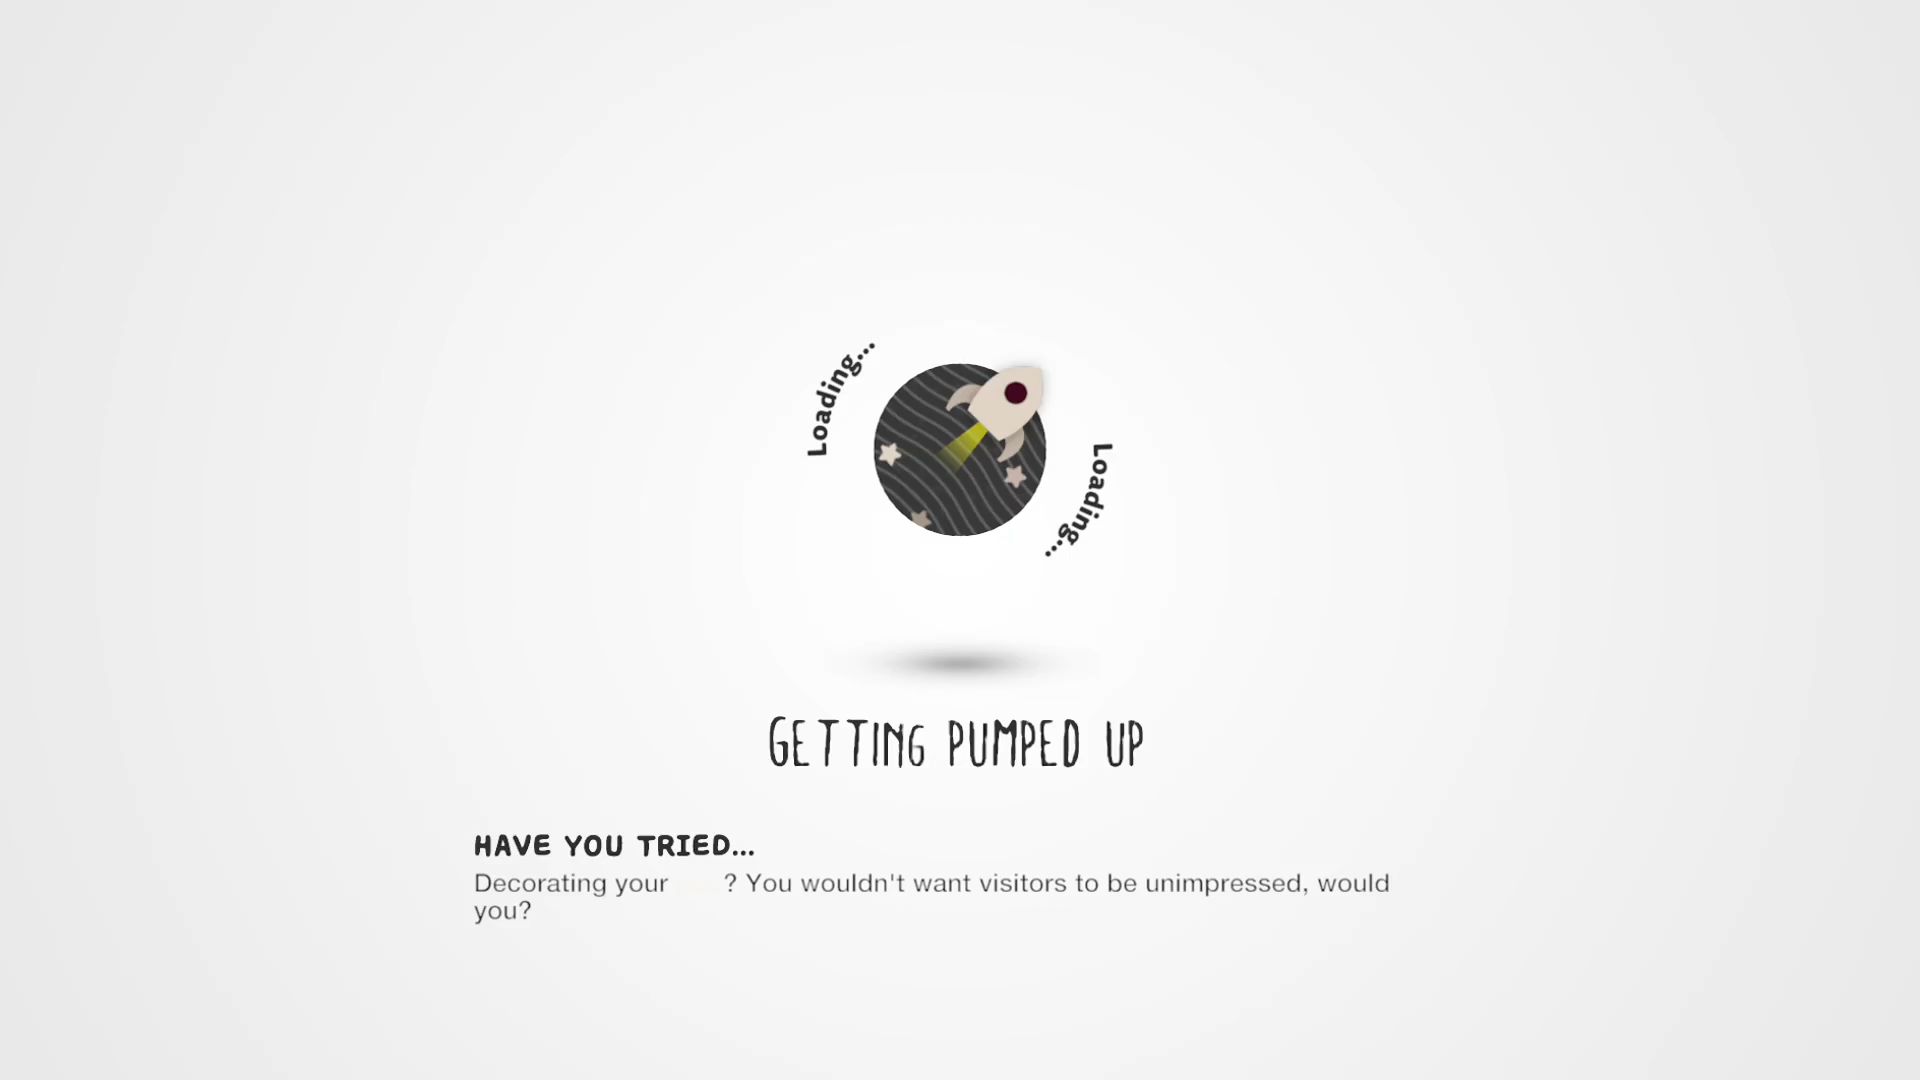 Loading...
Loading...
GETTING PUMPED UP
HAVE YOU TRIED...
Decorating your ? You wouldn't want visitors to be unimpressed, would
you?